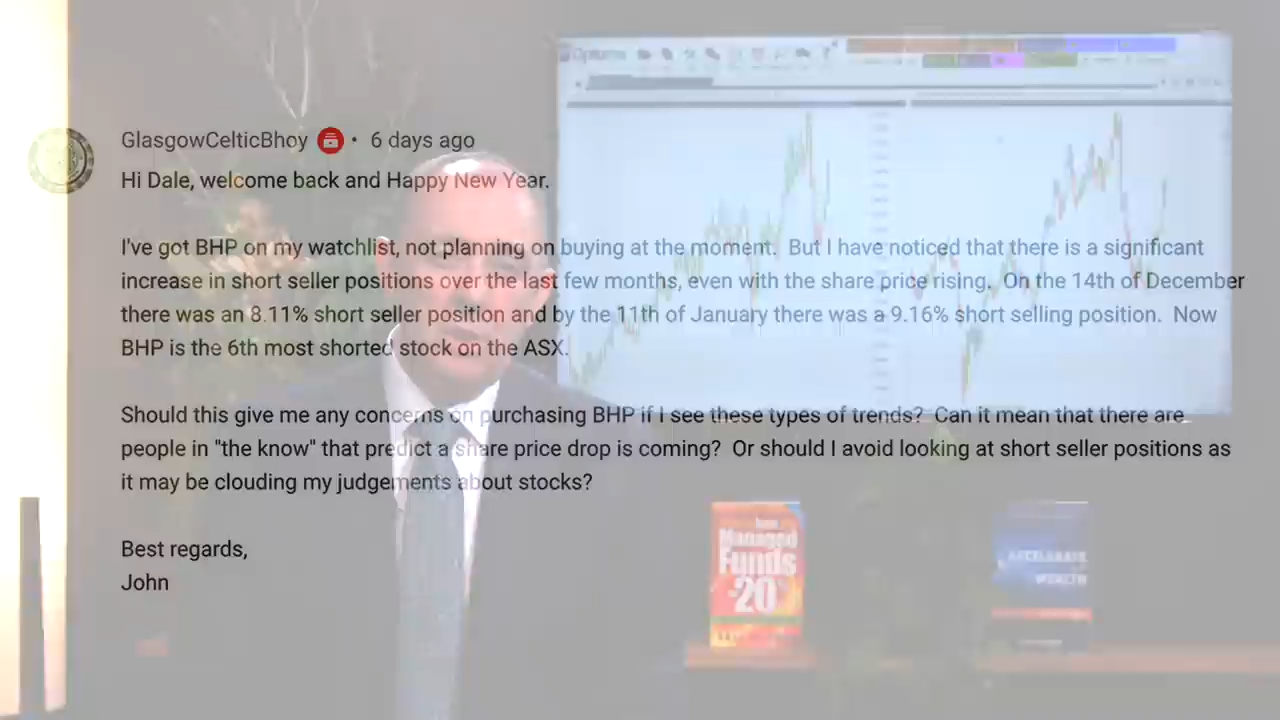 Optuma
GlasgowCelticBhoy • 6 days ago
Hi Dale, welcome back and Happy New Year.
I've got BHP on my watchlist, not planning on buying at the moment. But I have noticed that there is a significant
increase in short seller positions over the last few months, even with the share price rising. On the 14th of December
there was an 8.11% short seller position and by the 11th of January there was a 9.16% short selling position. Now
BHP is the 6th most shorted stock on the ASX.
Should this give me any concerns on purchasing BHP if I see these types of trends? Can it mean that there are
people in "the know" that predict a share price drop is coming? Or should I avoid looking at short seller positions as
it may be clouding my judgements about stocks?
Best regards,
John
Managed
Funds
20
ACCELERATE
WEALTH